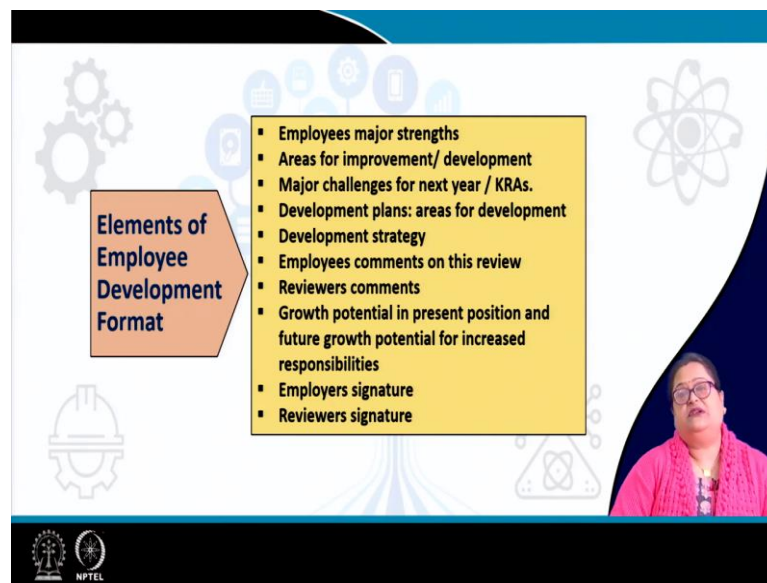 Elements of
Employee
Development
Format
▪ Employees major strengths
▪ Areas for improvement/ development
▪ Major challenges for next year / KRAs.
▪ Development plans: areas for development
▪ Development strategy
▪ Employees comments on this review
▪ Reviewers comments
▪ Growth potential in present position and
future growth potential for increased
responsibilities
▪ Employers signature
▪ Reviewers signature
NPTEL